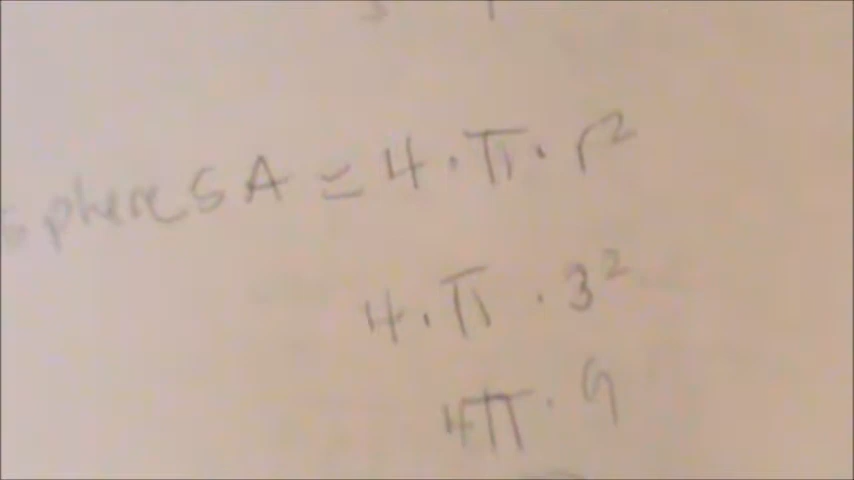 sphere SA = 4 · π · r²
4 · π · 3²
4π · 9